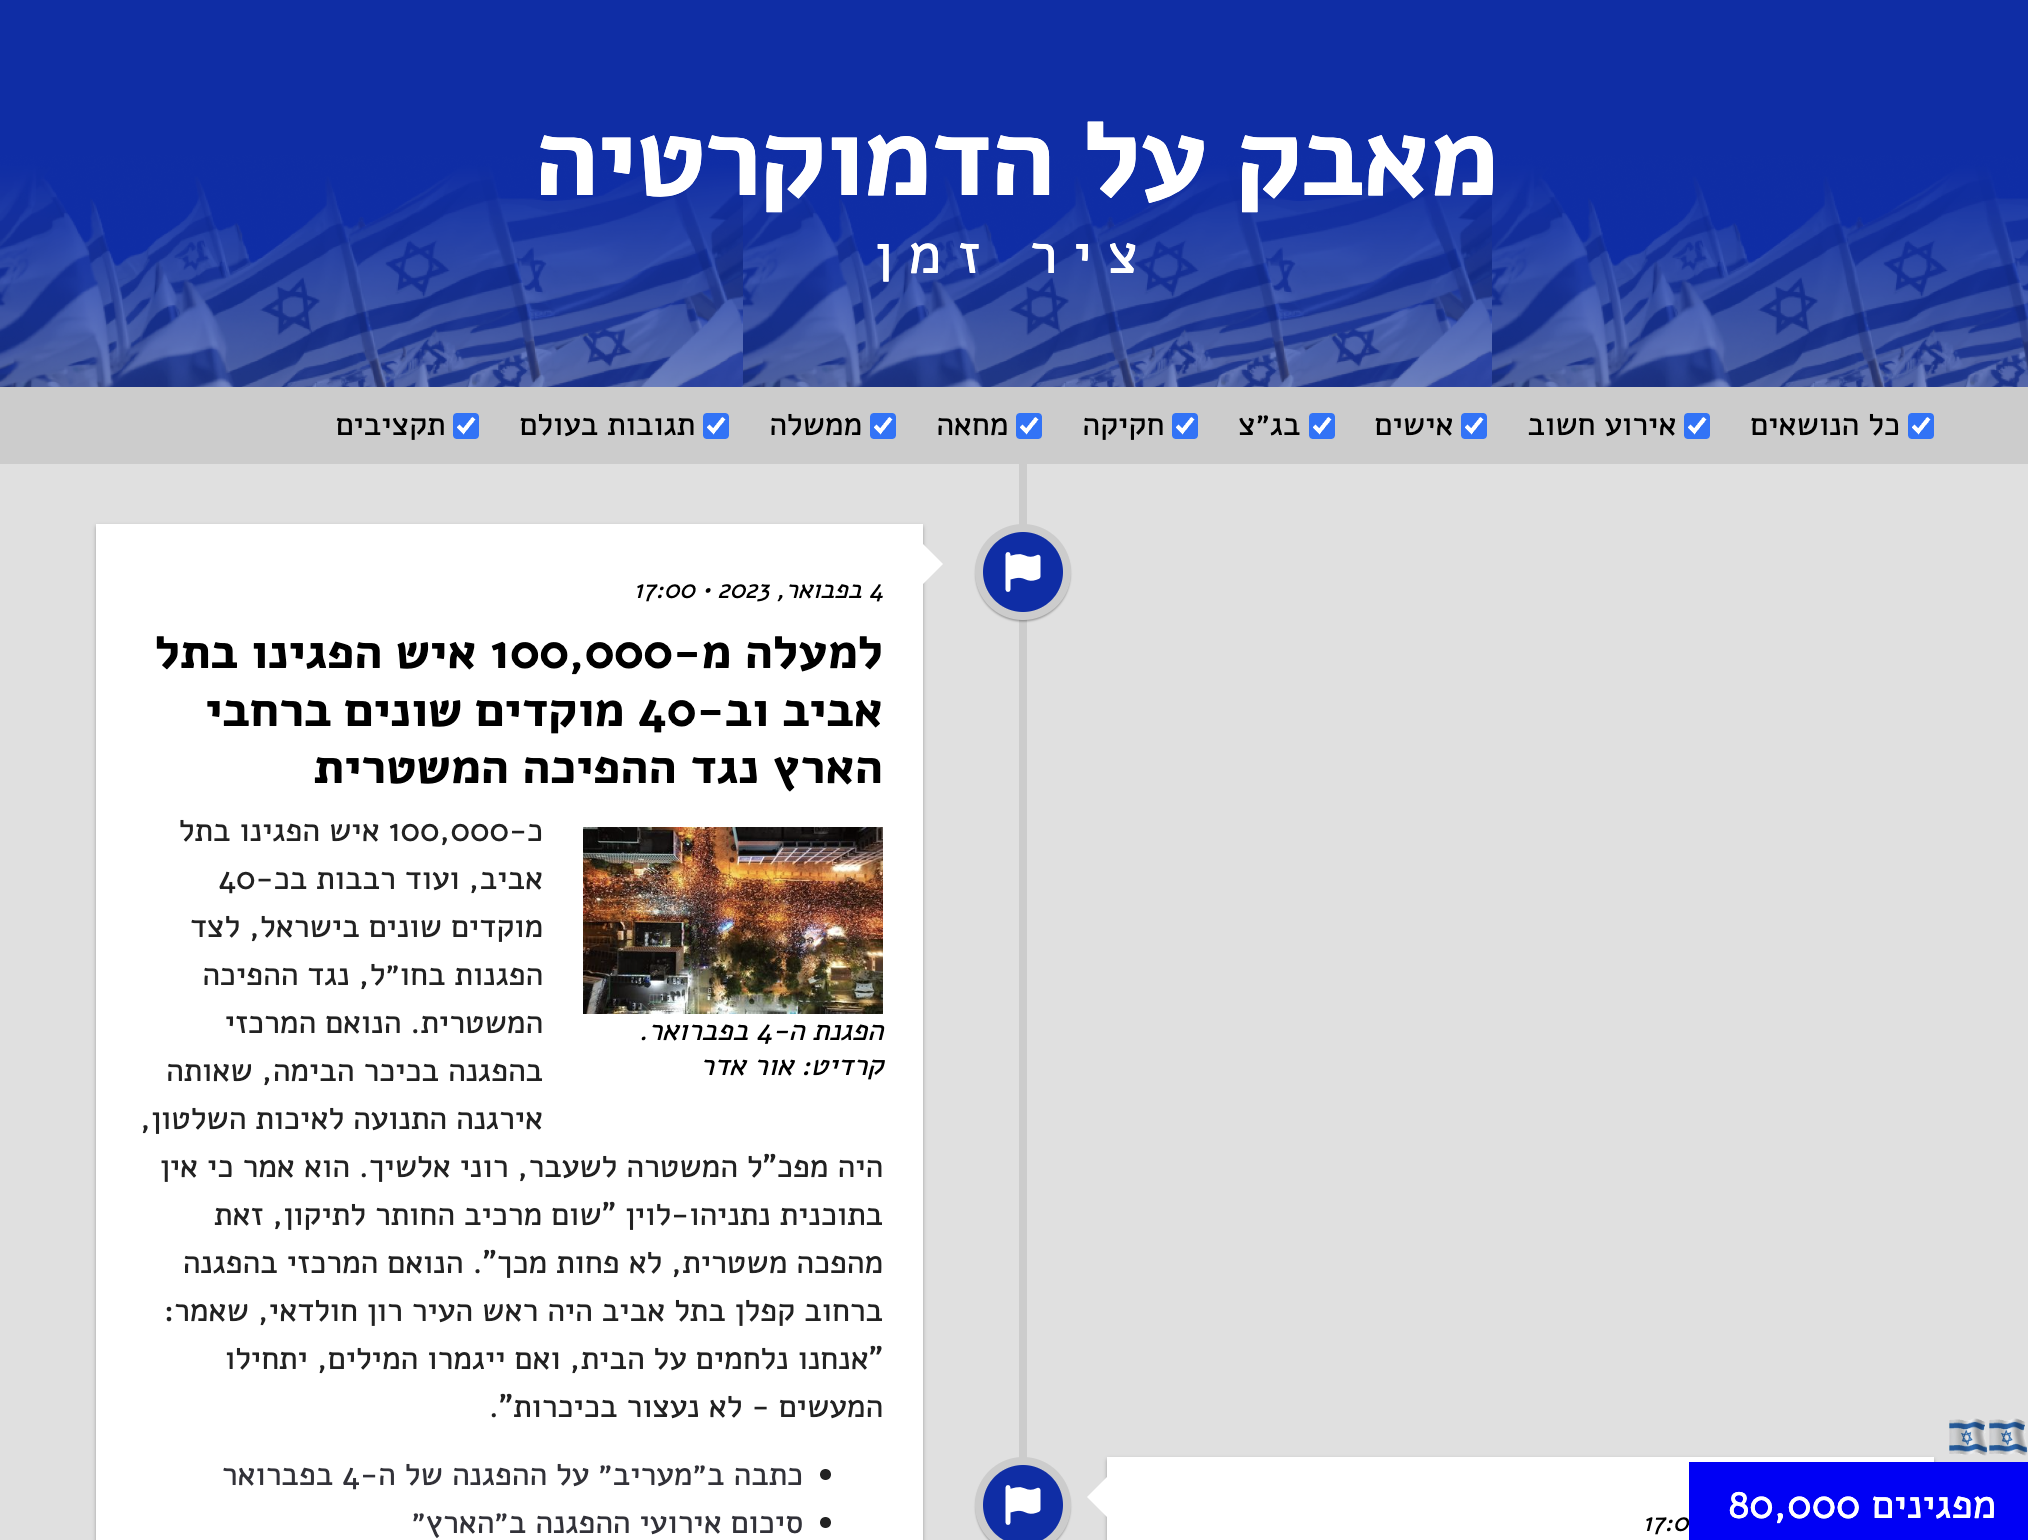 מאבק על הדמוקרטיה
ציר זמן
כל הנושאים אירוע חשוב אישים בג״צ חקיקה מחאה ממשלה תגובות בעולם תקציבים
4 בפבואר, 2023 • 17:00
למעלה מ-100,000 איש הפגינו בתל
אביב וב-40 מוקדים שונים ברחבי
הארץ נגד ההפיכה המשטרית
כ-100,000 איש הפגינו בתל
אביב, ועוד רבבות בכ-40
מוקדים שונים בישראל, לצד
הפגנות בחו״ל, נגד ההפיכה
המשטרית. הנואם המרכזי
בהפגנה בכיכר הבימה, שאותה
אירגנה התנועה לאיכות השלטון,
היה מפכ״ל המשטרה לשעבר, רוני אלשיך. הוא אמר כי אין
בתוכנית נתניהו-לוין ״שום מרכיב החותר לתיקון, זאת
מהפכה משטרית, לא פחות מכך״. הנואם המרכזי בהפגנה
ברחוב קפלן בתל אביב היה ראש העיר רון חולדאי, שאמר:
״אנחנו נלחמים על הבית, ואם ייגמרו המילים, יתחילו
המעשים - לא נעצור בכיכרות״.
הפגנת ה-4 בפברואר.
קרדיט: אור אדר
• כתבה ב״מעריב״ על ההפגנה של ה-4 בפברואר
• סיכום אירועי ההפגנה ב״הארץ״
17:0
מפגינים 80,000